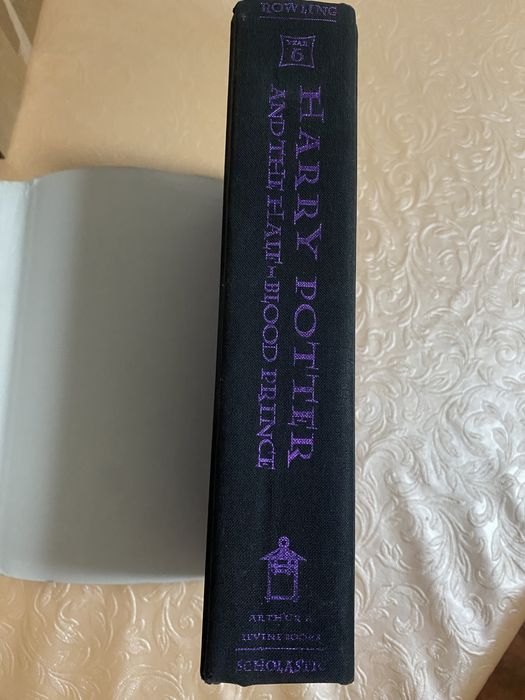 ROWLING
YEAR
6
HARRY POTTER
AND THE HALF-BLOOD PRINCE
ARTHUR A.
LEVINE BOOKS
SCHOLASTIC